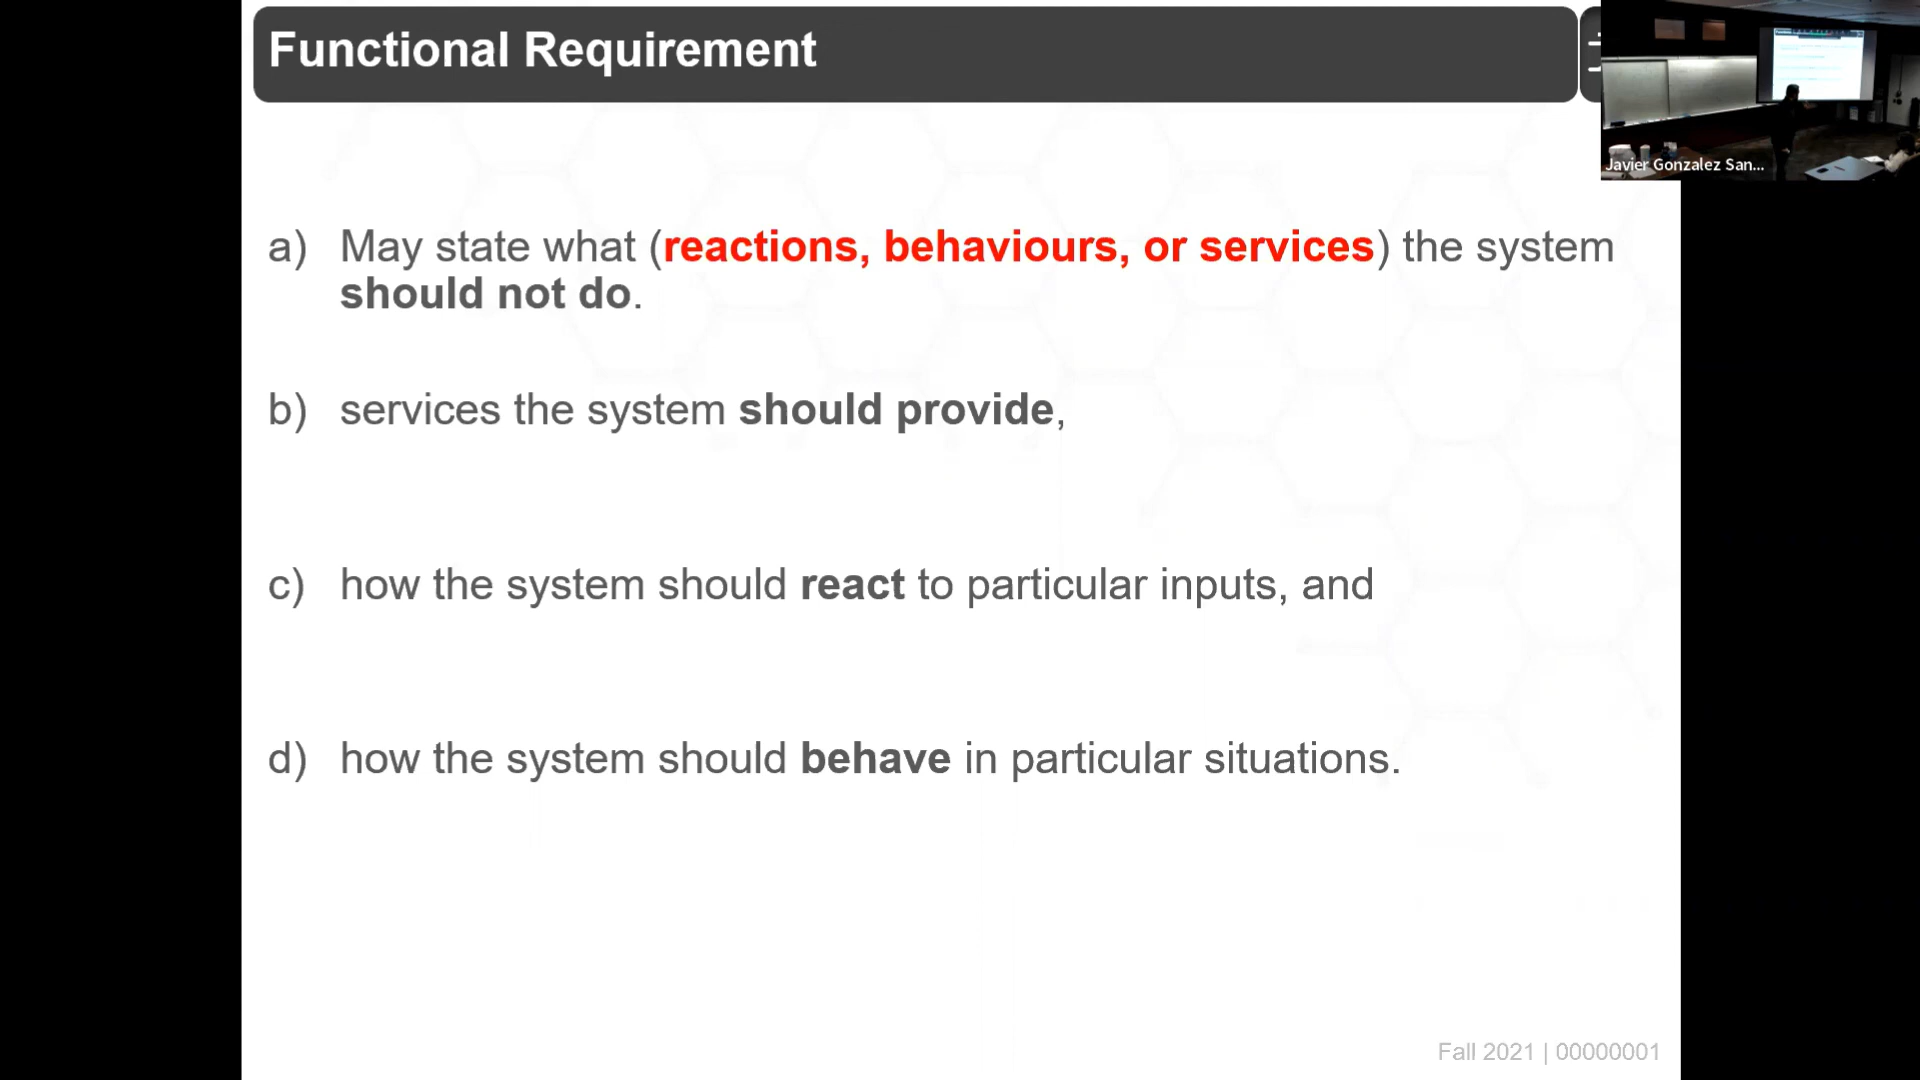 Functional Requirement
Javier Gonzalez San...
a) May state what (reactions, behaviours, or services) the system
should not do.
b) services the system should provide,
c) how the system should react to particular inputs, and
d) how the system should behave in particular situations.
Fall 2021 | 00000001